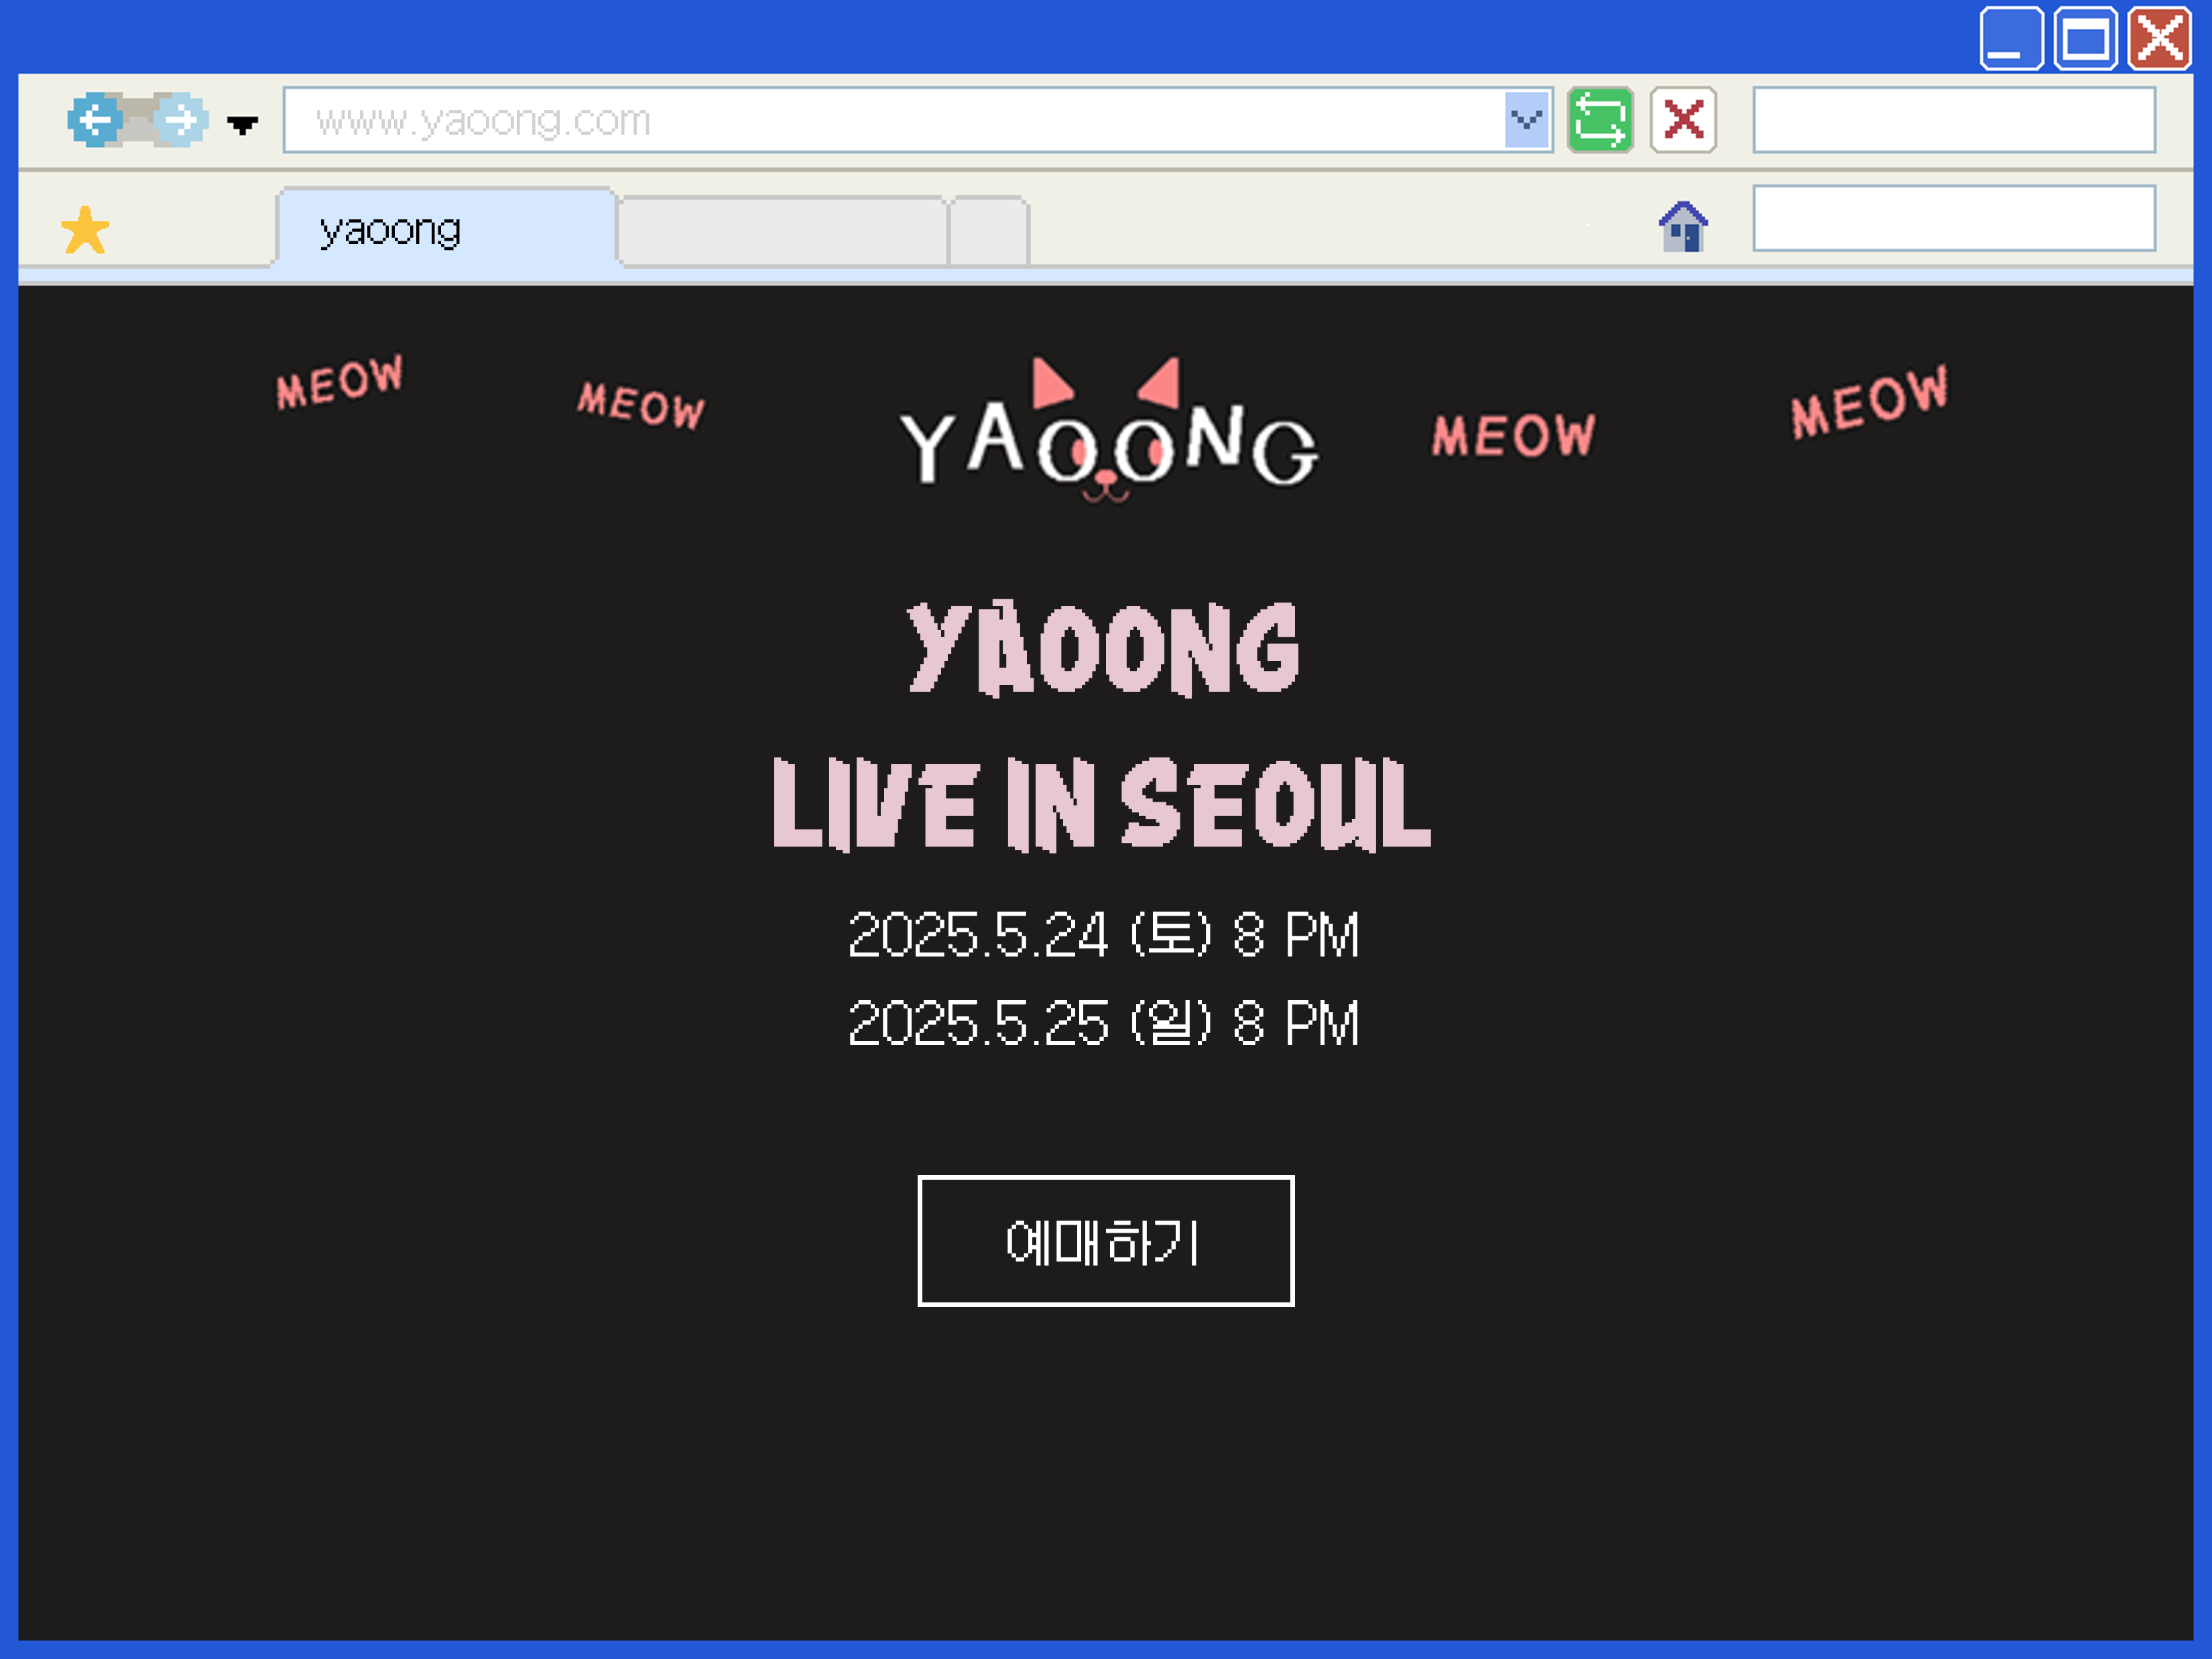 www.yaoong.com
yaoong
MEOW MEOW YAOONG MEOW MEOW
YAOONG
LIVE IN SEOUL
2025.5.24 (토) 8 PM
2025.5.25 (일) 8 PM
예매하기